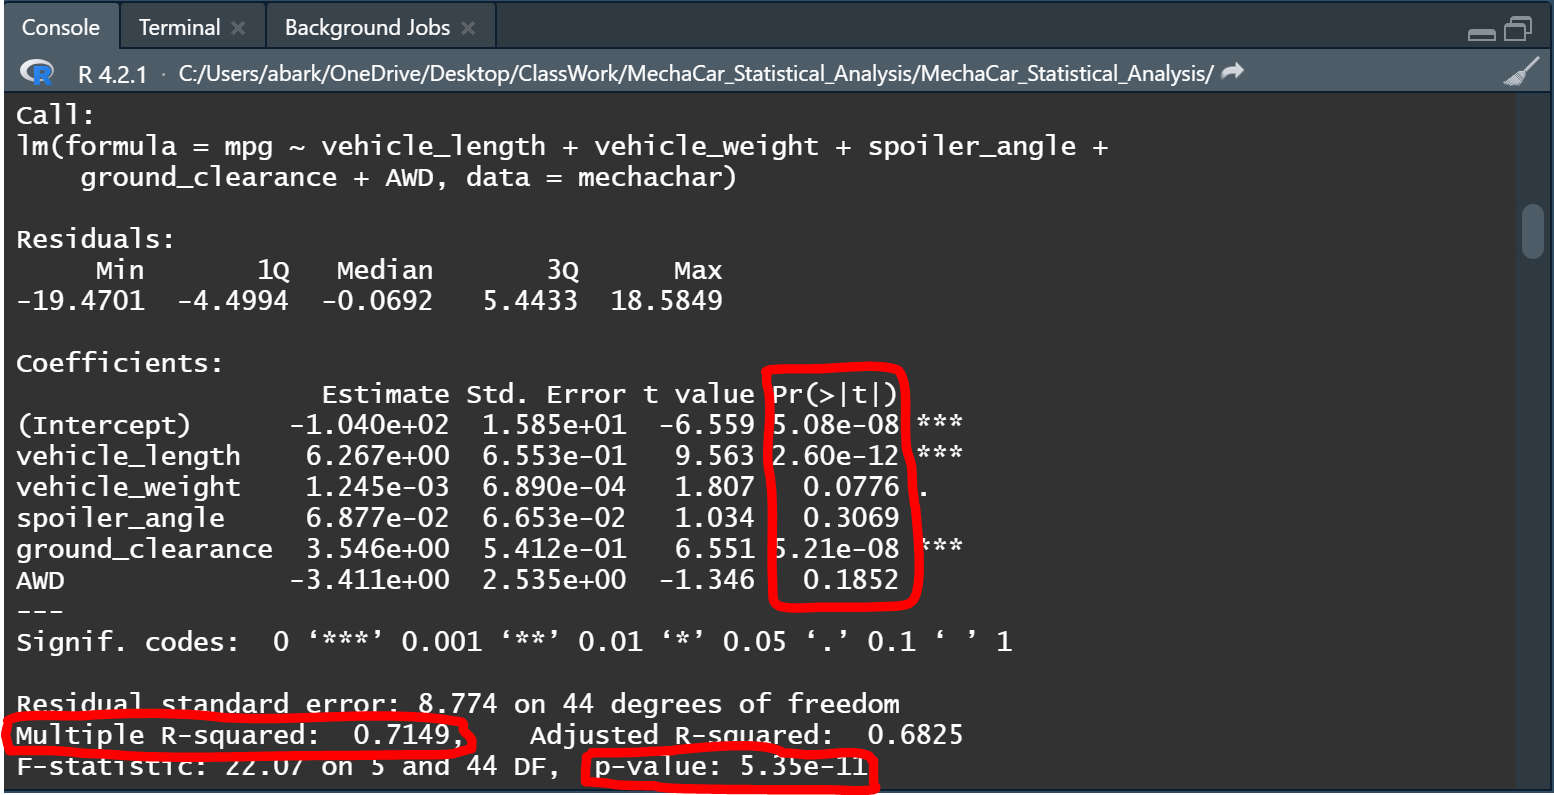 Console Terminal Background Jobs
R 4.2.1 · C:/Users/abark/OneDrive/Desktop/ClassWork/MechaCar_Statistical_Analysis/MechaCar_Statistical_Analysis/
Call:
lm(formula = mpg ~ vehicle_length + vehicle_weight + spoiler_angle +
    ground_clearance + AWD, data = mechachar)
Residuals:
     Min       1Q   Median       3Q      Max
-19.4701  -4.4994  -0.0692   5.4433  18.5849
Coefficients:
                   Estimate Std. Error t value Pr(>|t|)
(Intercept)      -1.040e+02  1.585e+01  -6.559 5.08e-08 ***
vehicle_length    6.267e+00  6.553e-01   9.563 2.60e-12 ***
vehicle_weight    1.245e-03  6.890e-04   1.807   0.0776 .
spoiler_angle     6.877e-02  6.653e-02   1.034   0.3069
ground_clearance  3.546e+00  5.412e-01   6.551 5.21e-08 ***
AWD              -3.411e+00  2.535e+00  -1.346   0.1852
---
Signif. codes:  0 ‘***’ 0.001 ‘**’ 0.01 ‘*’ 0.05 ‘.’ 0.1 ‘ ’ 1
Residual standard error: 8.774 on 44 degrees of freedom
Multiple R-squared:  0.7149,    Adjusted R-squared:  0.6825
F-statistic: 22.07 on 5 and 44 DF,  p-value: 5.35e-11